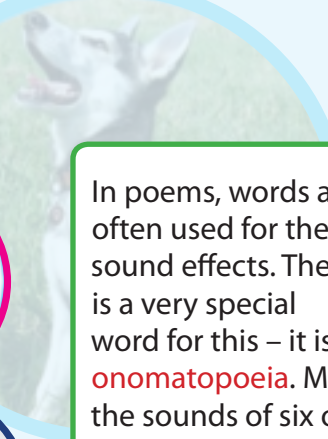 In poems, words a
often used for the
sound effects. The
is a very special
word for this – it is
onomatopoeia. M
the sounds of six o